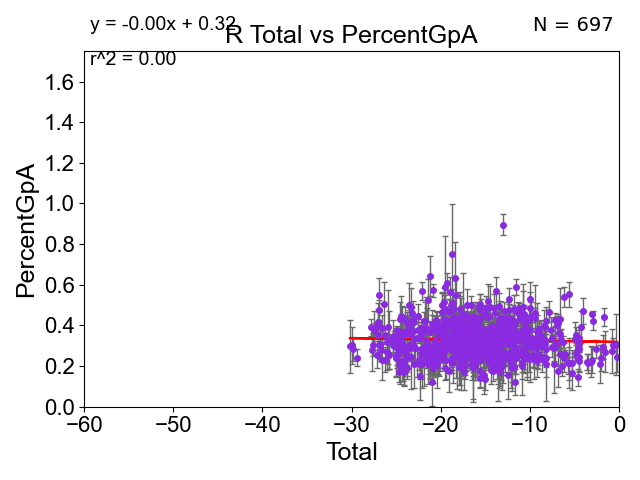 y = -0.00x + 0.32
R Total vs PercentGpA
N = 697
r^2 = 0.00
PercentGpA
1.6
1.4
1.2
1.0
0.8
0.6
0.4
0.2
0.0
−60 −50 −40 −30 −20 −10 0
Total